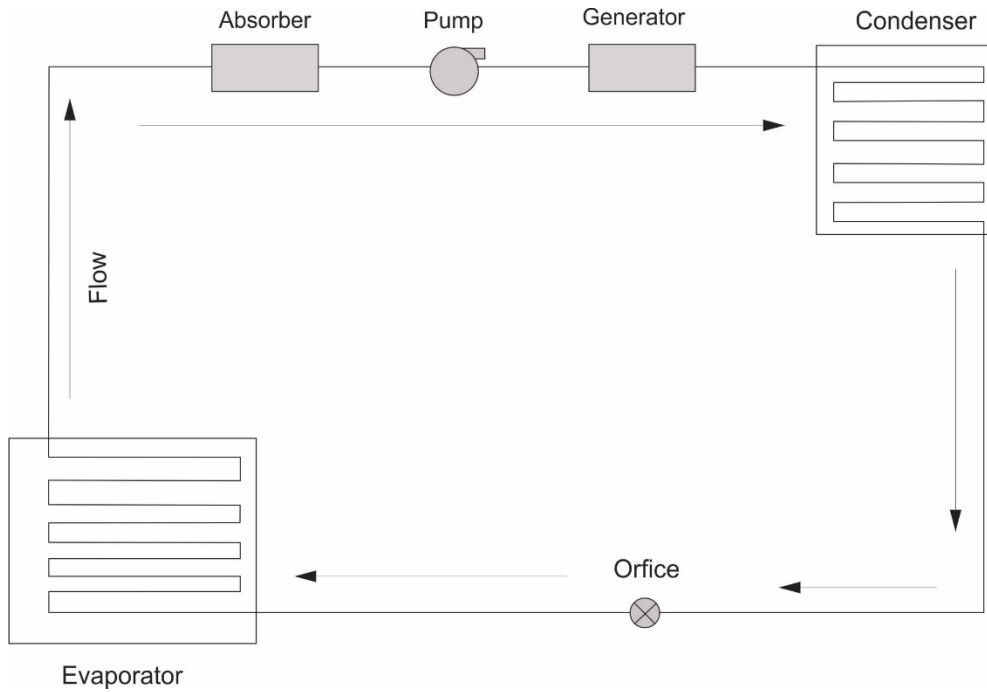 Absorber
Pump
Generator
Condenser
Flow
Orfice
Evaporator